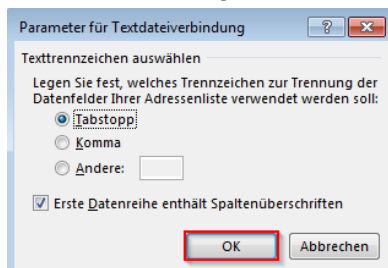 Parameter für Textdateiverbindung
Texttrennzeichen auswählen
Legen Sie fest, welches Trennzeichen zur Trennung der
Datenfelder Ihrer Adressenliste verwendet werden soll:
Tabstopp
Komma
Andere:
Erste Datenreihe enthält Spaltenüberschriften
OK Abbrechen